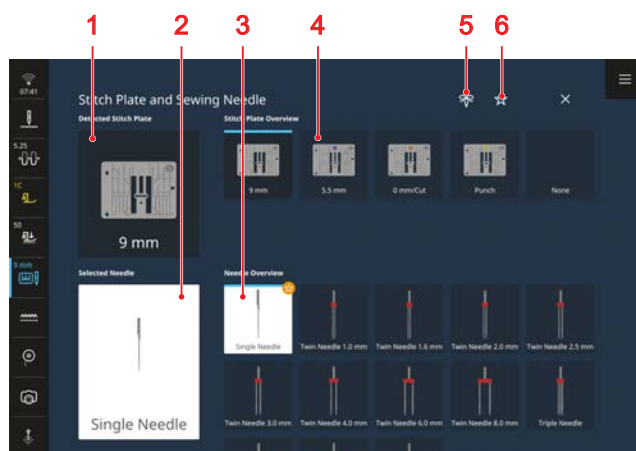 1 2 3 4 5 6
07:41
Stitch Plate and Sewing Needle
Detected Stitch Plate
Stitch Plate Overview
5.25
9 mm
5.5 mm
0 mm/Cut
Punch
None
1C
50
9 mm
9 mm
Selected Needle
Needle Overview
Single Needle
Twin Needle 1.0 mm
Twin Needle 1.6 mm
Twin Needle 2.0 mm
Twin Needle 2.5 mm
Single Needle
Twin Needle 3.0 mm
Twin Needle 4.0 mm
Twin Needle 6.0 mm
Twin Needle 8.0 mm
Triple Needle